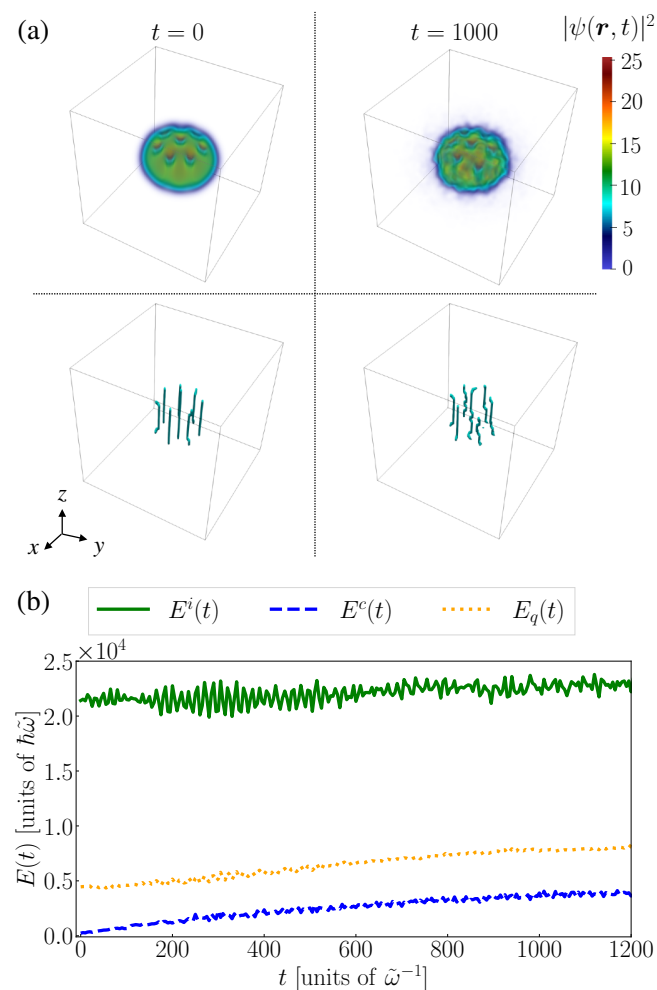 (a)
t = 0
t = 1000
|ψ(r, t)|²
25
20
15
10
5
0
z
x
y
(b)
E^i(t)
E^c(t)
E_q(t)
×10⁴
2.5
2.0
1.5
1.0
0.5
0.0
E(t) [units of ℏω̃]
0
200
400
600
800
1000
1200
t [units of ω̃⁻¹]